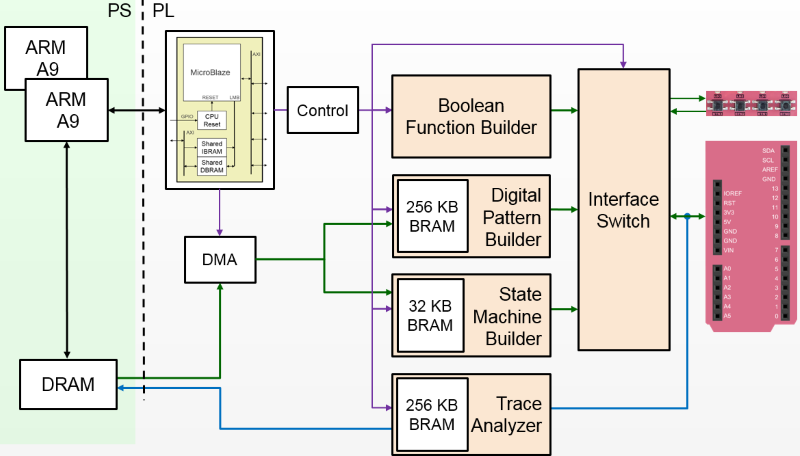 PS
PL
ARM
A9
ARM
A9
MicroBlaze
AXI
RESET
LMB
GPIO
CPU
Reset
AXI
Shared
IBRAM
Shared
DBRAM
Control
DMA
DRAM
Boolean
Function Builder
256 KB
BRAM
Digital
Pattern
Builder
32 KB
BRAM
State
Machine
Builder
256 KB
BRAM
Trace
Analyzer
Interface
Switch
SDA
SCL
AREF
GND
13
12
11
10
9
8
IOREF
RST
3V3
5V
GND
GND
VIN
7
6
5
4
3
2
1
0
A0
A1
A2
A3
A4
A5